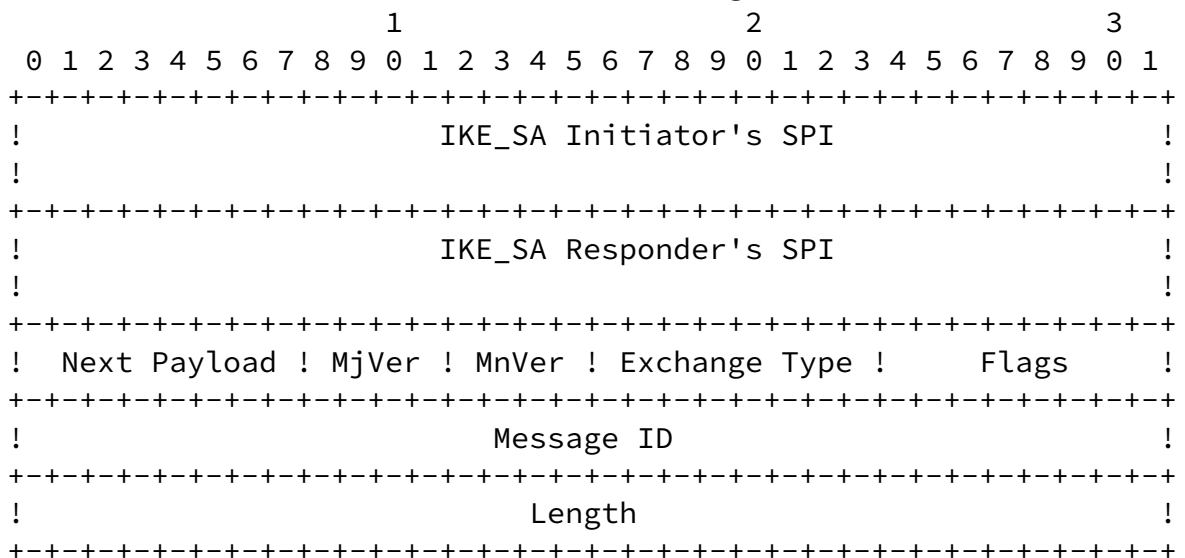 1                   2                   3
 0 1 2 3 4 5 6 7 8 9 0 1 2 3 4 5 6 7 8 9 0 1 2 3 4 5 6 7 8 9 0 1
+-+-+-+-+-+-+-+-+-+-+-+-+-+-+-+-+-+-+-+-+-+-+-+-+-+-+-+-+-+-+-+-+
!                       IKE_SA Initiator's SPI                  !
!                                                               !
+-+-+-+-+-+-+-+-+-+-+-+-+-+-+-+-+-+-+-+-+-+-+-+-+-+-+-+-+-+-+-+-+
!                       IKE_SA Responder's SPI                  !
!                                                               !
+-+-+-+-+-+-+-+-+-+-+-+-+-+-+-+-+-+-+-+-+-+-+-+-+-+-+-+-+-+-+-+-+
!  Next Payload ! MjVer ! MnVer ! Exchange Type !     Flags     !
+-+-+-+-+-+-+-+-+-+-+-+-+-+-+-+-+-+-+-+-+-+-+-+-+-+-+-+-+-+-+-+-+
!                          Message ID                           !
+-+-+-+-+-+-+-+-+-+-+-+-+-+-+-+-+-+-+-+-+-+-+-+-+-+-+-+-+-+-+-+-+
!                            Length                             !
+-+-+-+-+-+-+-+-+-+-+-+-+-+-+-+-+-+-+-+-+-+-+-+-+-+-+-+-+-+-+-+-+